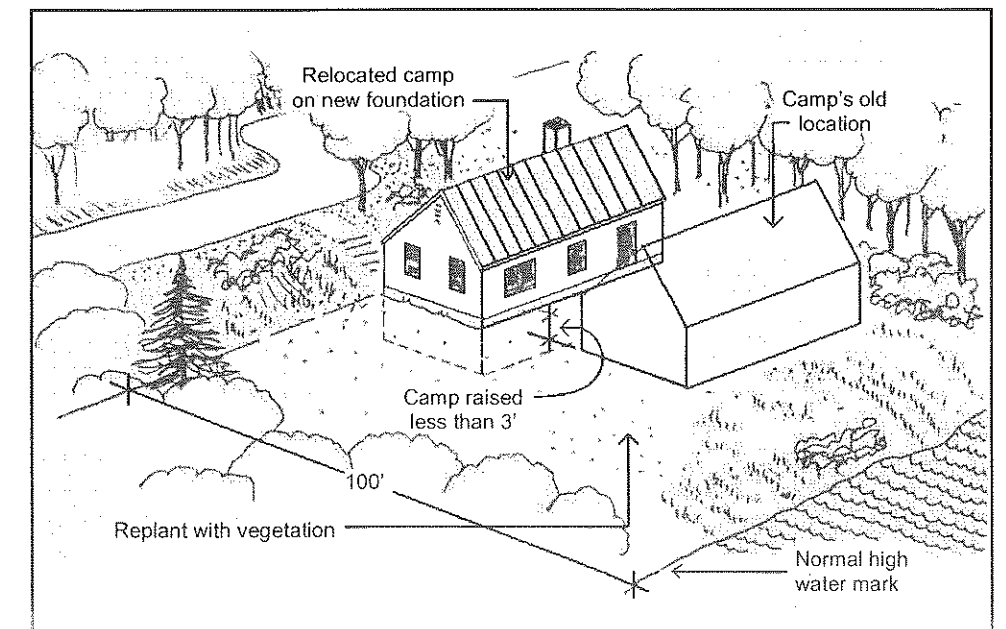 Relocated camp
on new foundation
Camp's old
location
Camp raised
less than 3'
100'
Replant with vegetation
Normal high
water mark